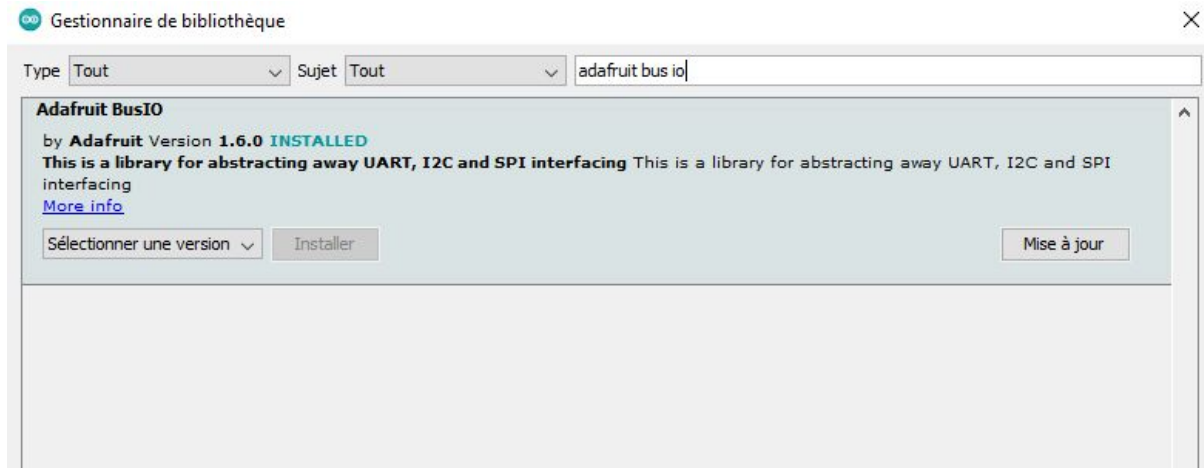 Gestionnaire de bibliothèque
Type Tout Sujet Tout adafruit bus io
Adafruit BusIO
by Adafruit Version 1.6.0 INSTALLED
This is a library for abstracting away UART, I2C and SPI interfacing This is a library for abstracting away UART, I2C and SPI
interfacing
More info
Sélectionner une version Installer Mise à jour